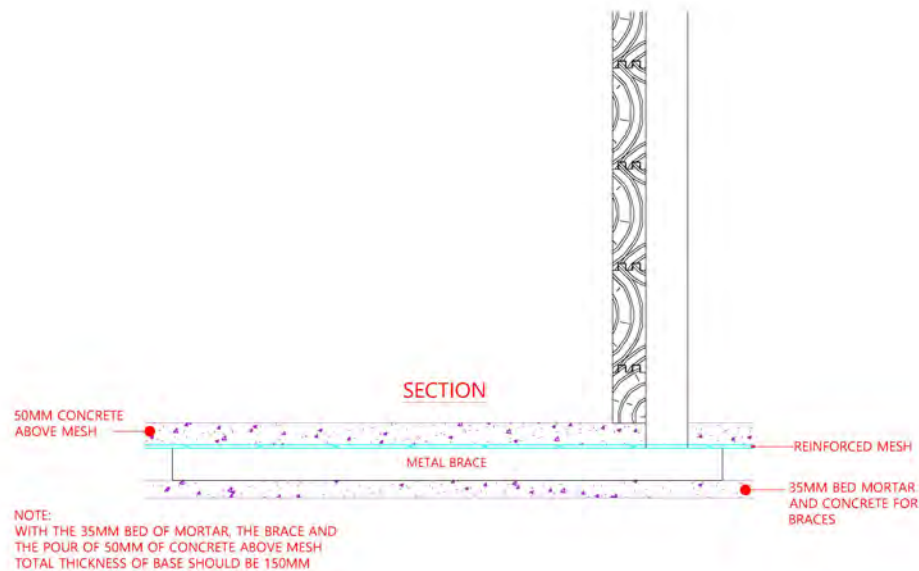 SECTION
50MM CONCRETE
ABOVE MESH
REINFORCED MESH
METAL BRACE
35MM BED MORTAR
AND CONCRETE FOR
BRACES
NOTE:
WITH THE 35MM BED OF MORTAR, THE BRACE AND
THE POUR OF 50MM OF CONCRETE ABOVE MESH
TOTAL THICKNESS OF BASE SHOULD BE 150MM